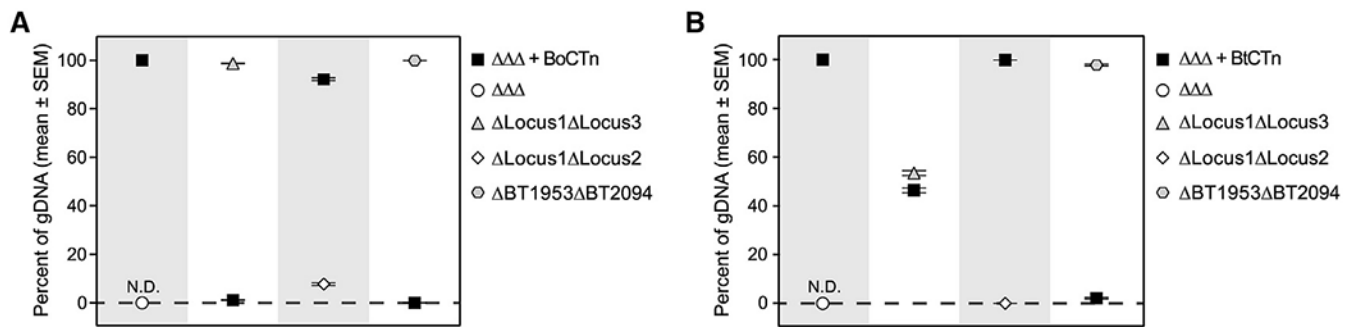 A
Percent of gDNA (mean ± SEM)
100
80
60
40
20
0
N.D.
ΔΔΔ + BoCTn
ΔΔΔ
ΔLocus1ΔLocus3
ΔLocus1ΔLocus2
ΔBT1953ΔBT2094
B
Percent of gDNA (mean ± SEM)
100
80
60
40
20
0
N.D.
ΔΔΔ + BtCTn
ΔΔΔ
ΔLocus1ΔLocus3
ΔLocus1ΔLocus2
ΔBT1953ΔBT2094